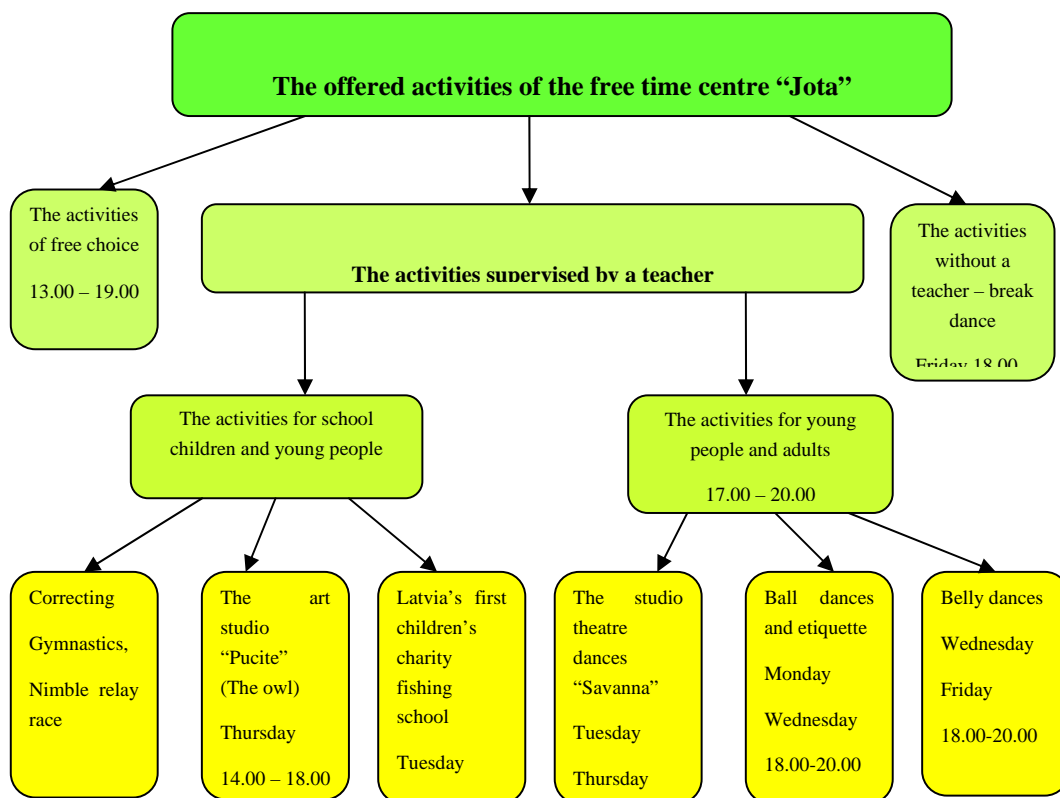 The offered activities of the free time centre “Jota”
The activities
of free choice
13.00 – 19.00
The activities supervised by a teacher
The activities
without a
teacher – break
dance
Friday 18.00
The activities for school
children and young people
The activities for young
people and adults
17.00 – 20.00
Correcting
Gymnastics,
Nimble relay
race
The art
studio
“Pucite”
(The owl)
Thursday
14.00 – 18.00
Latvia’s first
children’s
charity
fishing
school
Tuesday
The studio
theatre
dances
“Savanna”
Tuesday
Thursday
Ball dances
and etiquette
Monday
Wednesday
18.00-20.00
Belly dances
Wednesday
Friday
18.00-20.00